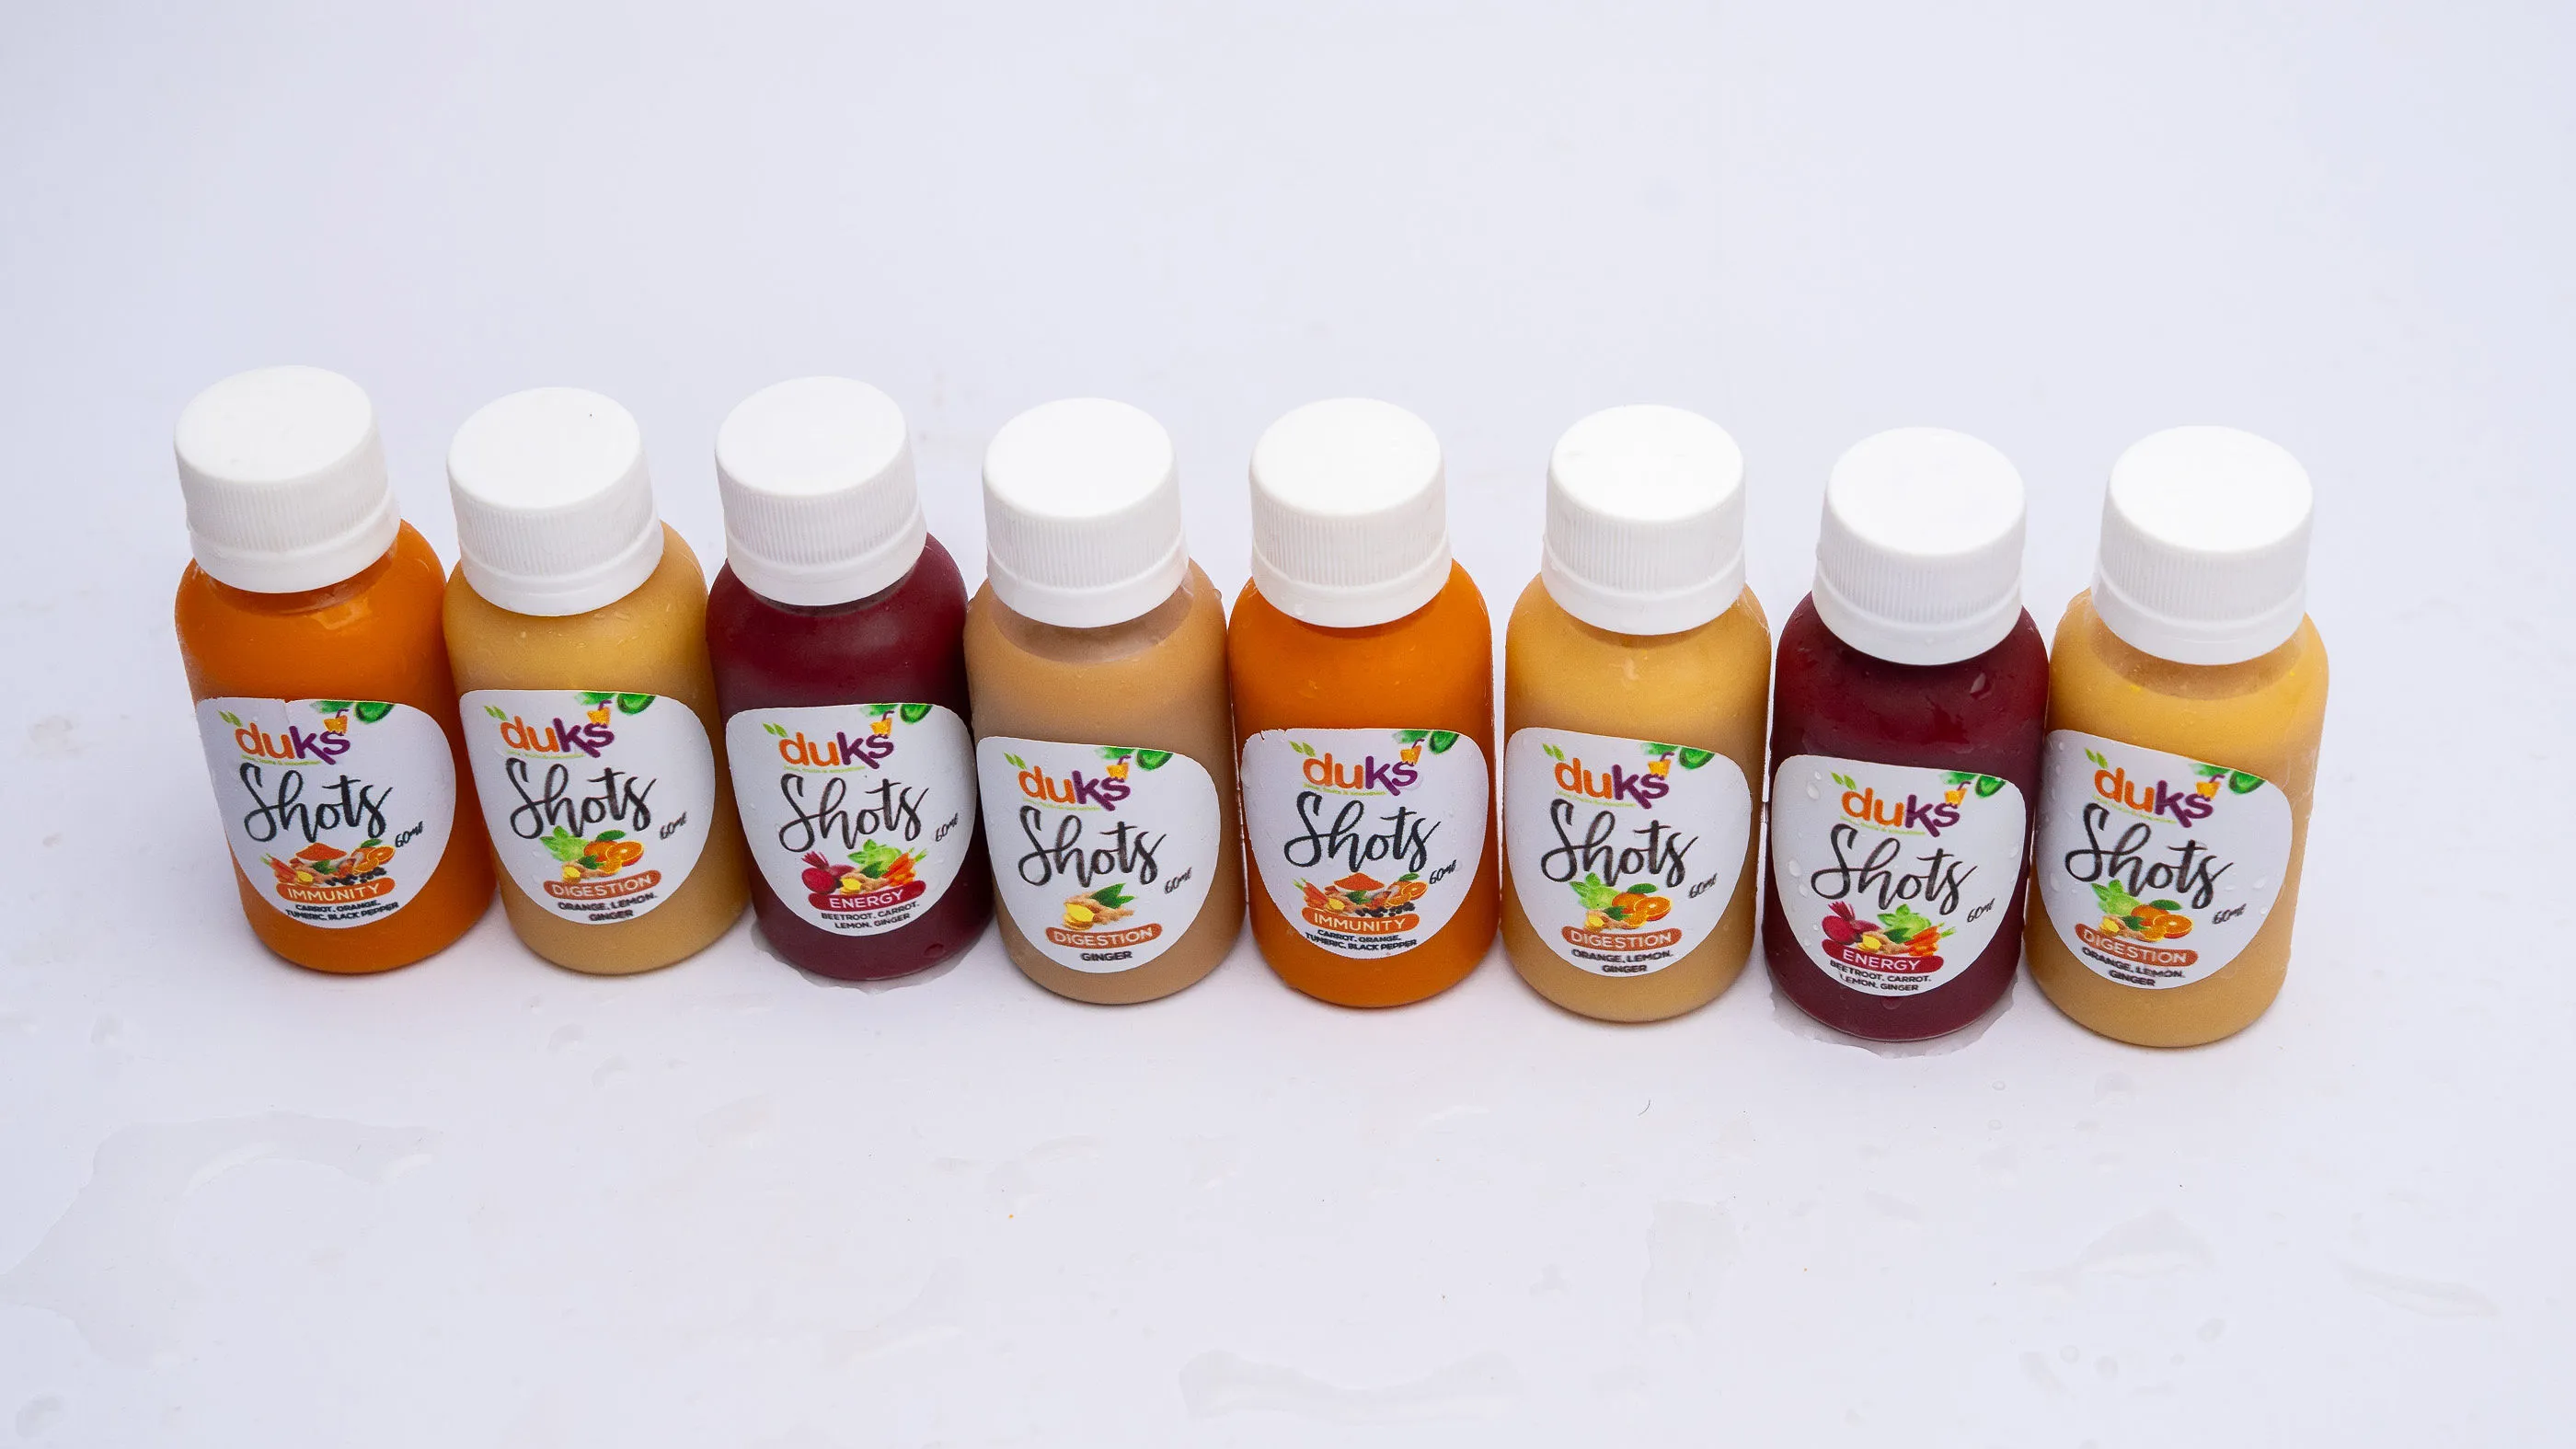 duks
Shots
60ml
IMMUNITY
CARROT, ORANGE,
TUMERIC, BLACK PEPPER
duks
Shots
60ml
DIGESTION
ORANGE, LEMON,
GINGER
duks
Shots
60ml
ENERGY
BEETROOT, CARROT,
LEMON, GINGER
duks
Shots
60ml
DIGESTION
GINGER
duks
Shots
60ml
IMMUNITY
CARROT, ORANGE,
TUMERIC, BLACK PEPPER
duks
Shots
60ml
DIGESTION
ORANGE, LEMON,
GINGER
duks
Shots
60ml
ENERGY
BEETROOT, CARROT,
LEMON, GINGER
duks
Shots
60ml
DIGESTION
ORANGE, LEMON,
GINGER